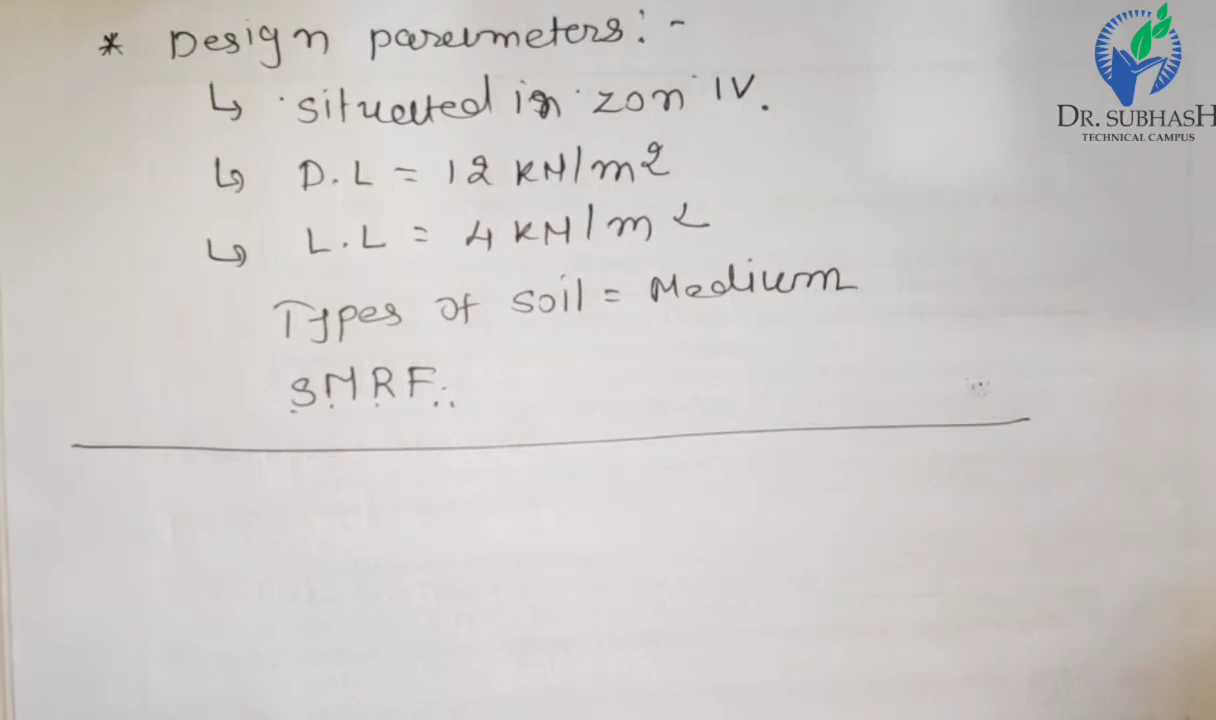 * Design parameters:-
↳ situated in zon IV.
↳ D.L = 12 KN/m2
↳ L.L = 4 KN/m2
Types of soil = Medium
SMRF.
DR. SUBHASH
TECHNICAL CAMPUS